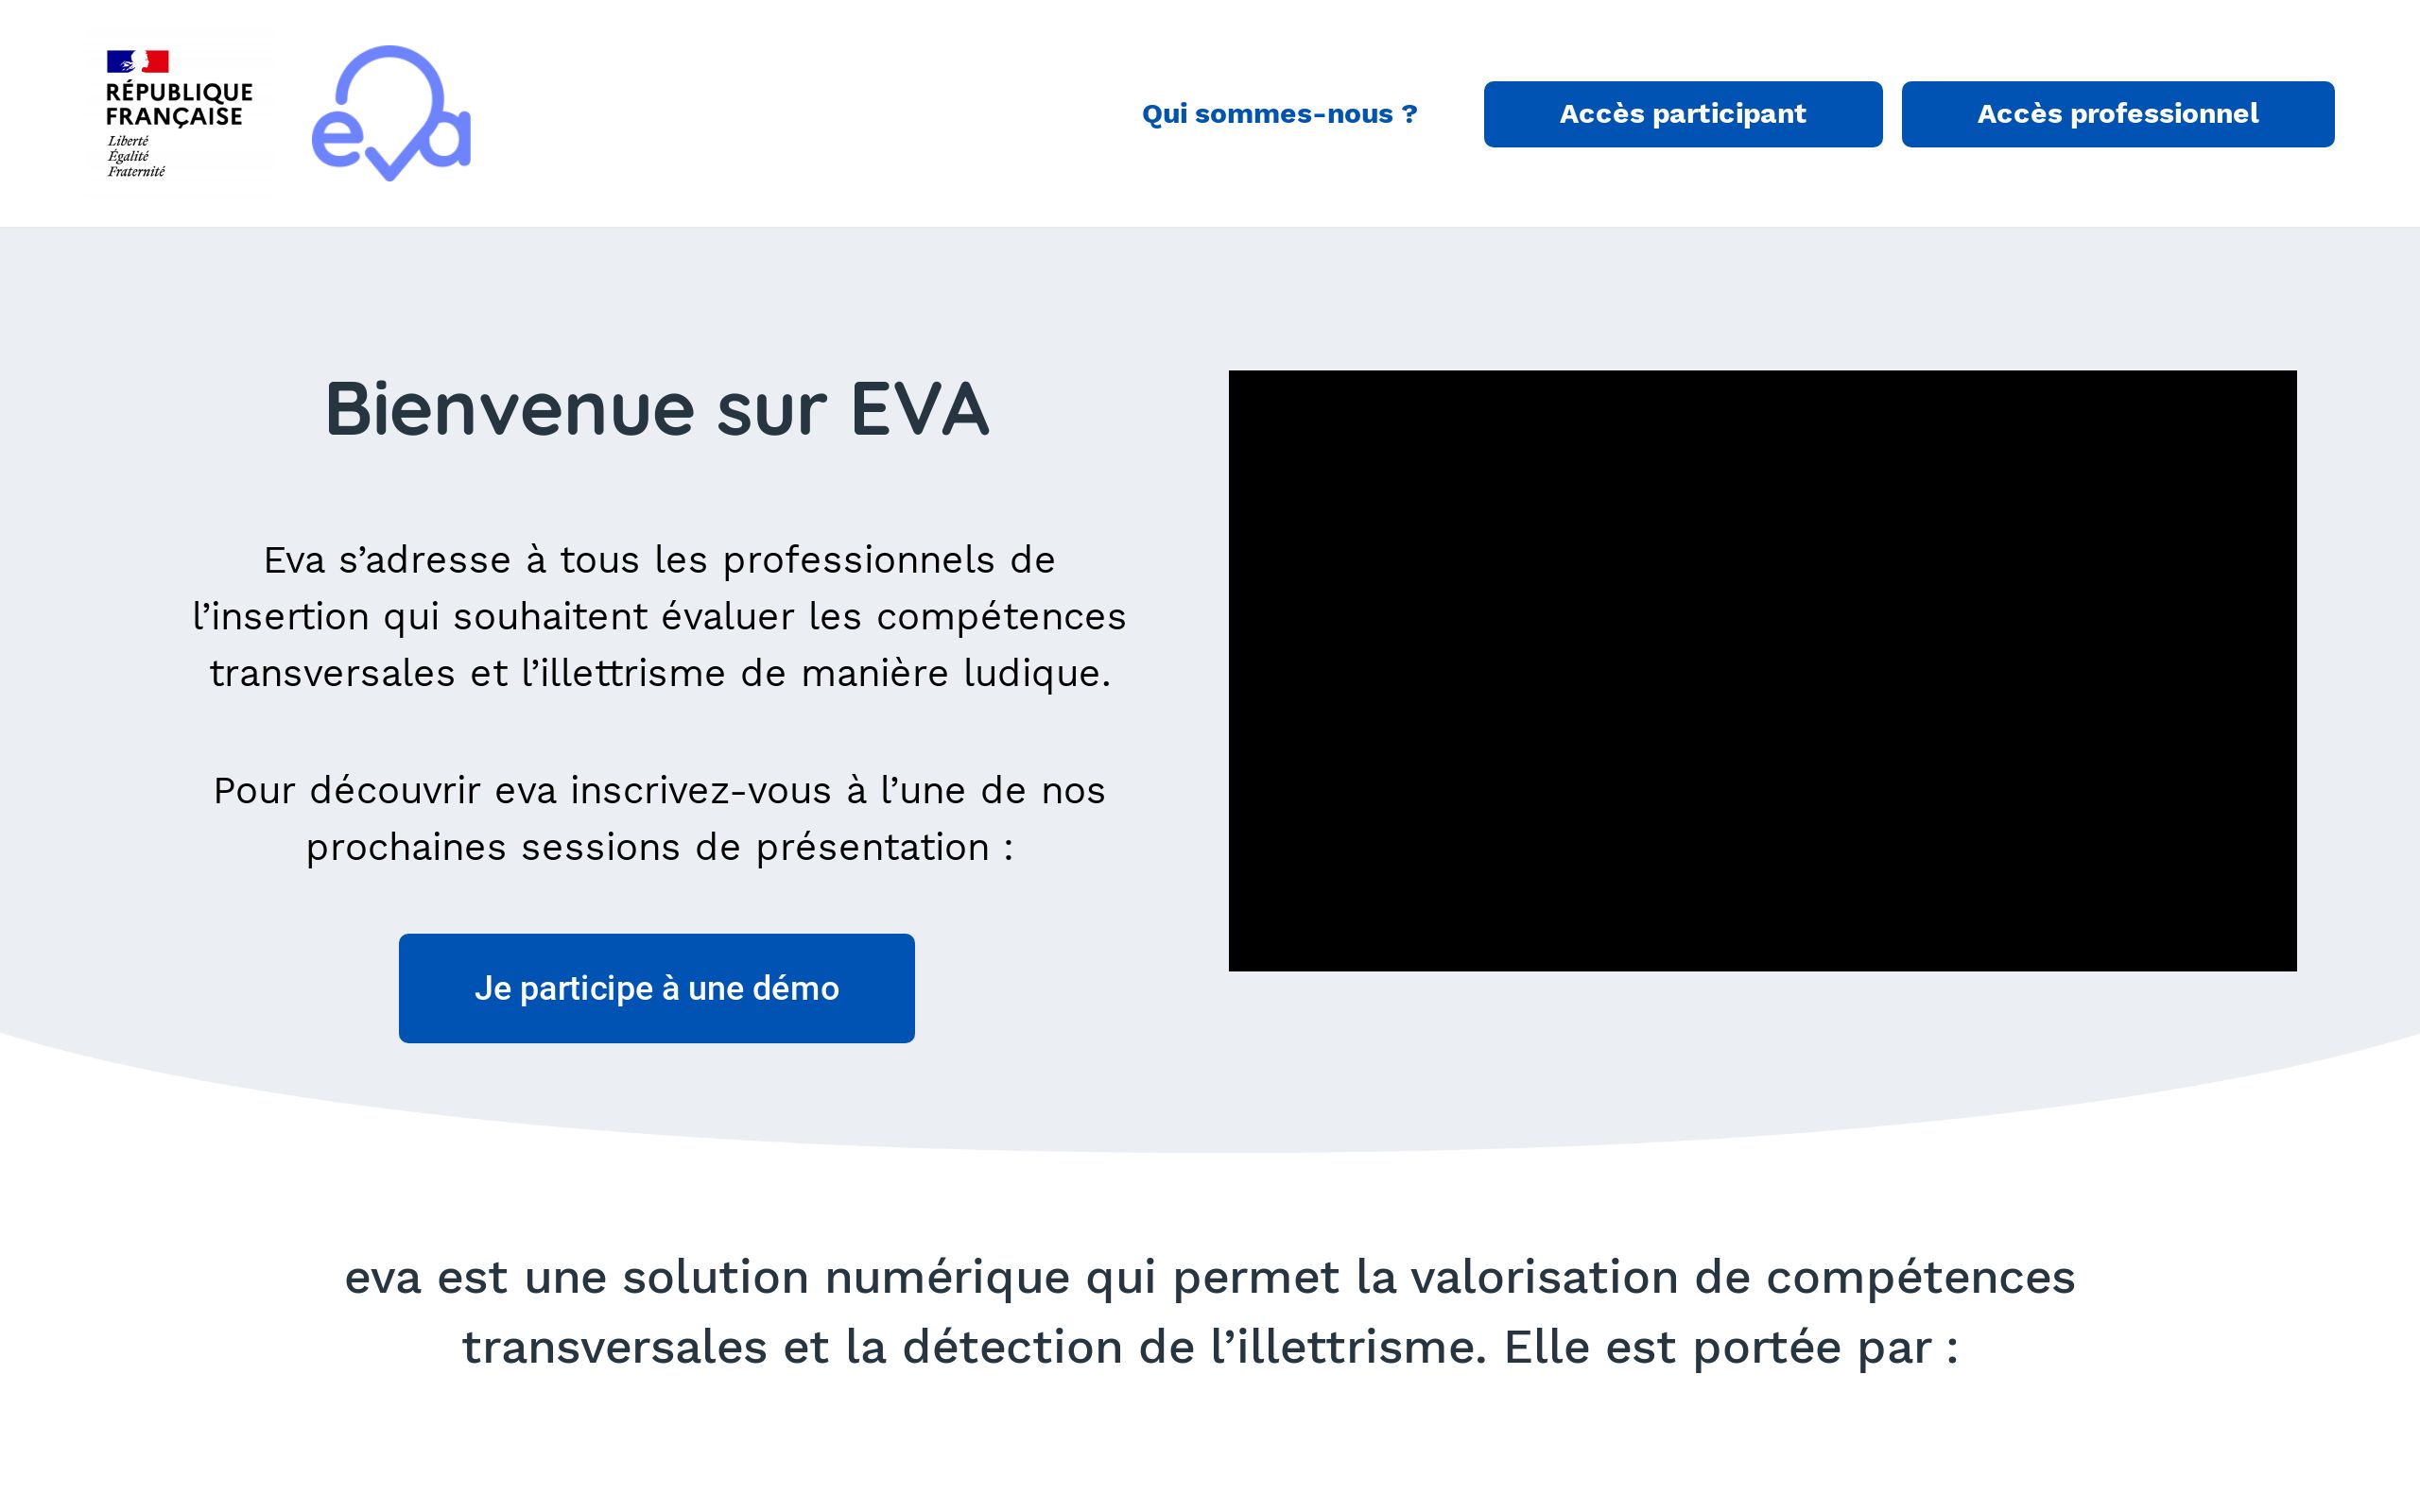 RÉPUBLIQUE
FRANÇAISE
Liberté
Égalité
Fraternité
eva
Qui sommes-nous ?
Accès participant
Accès professionnel
Bienvenue sur EVA
Eva s’adresse à tous les professionnels de
l’insertion qui souhaitent évaluer les compétences
transversales et l’illettrisme de manière ludique.
Pour découvrir eva inscrivez-vous à l’une de nos
prochaines sessions de présentation :
Je participe à une démo
eva est une solution numérique qui permet la valorisation de compétences
transversales et la détection de l’illettrisme. Elle est portée par :